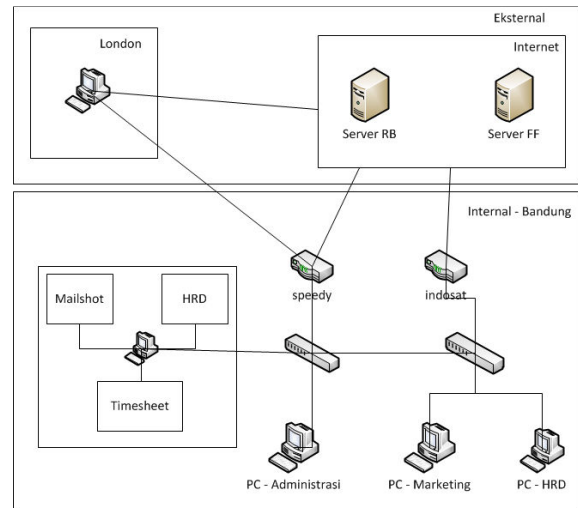 Eksternal
London
Internet
Server RB
Server FF
Internal - Bandung
Mailshot
HRD
speedy
indosat
Timesheet
PC - Administrasi
PC - Marketing
PC - HRD